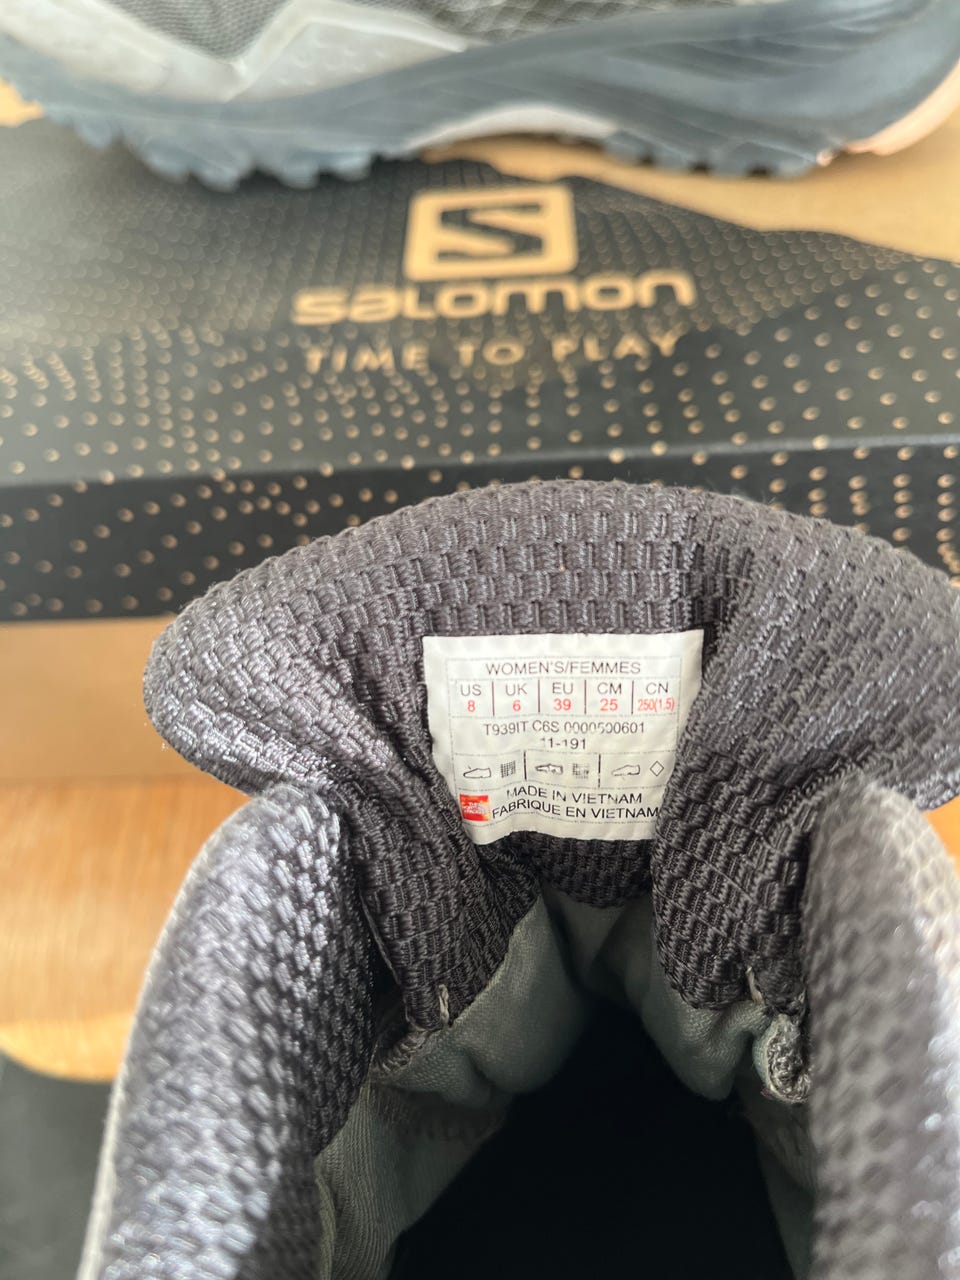 S
SALOMON
TIME TO PLAY
WOMEN'S/FEMMES
US UK EU CM CN
8 6 39 25 250(1.5)
T939IT C6S 0000500601
11-191
MADE IN VIETNAM
FABRIQUE EN VIETNAM